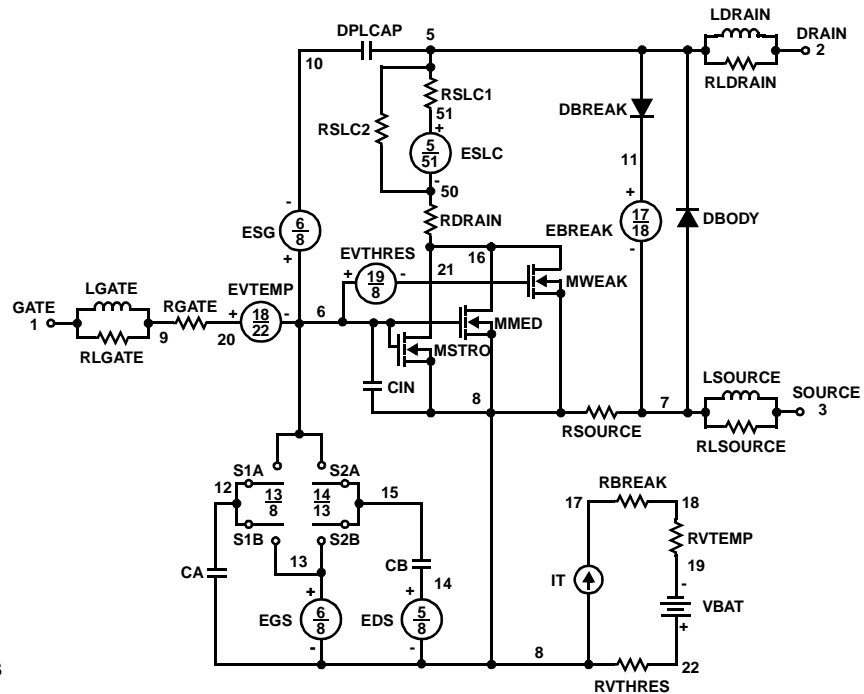 LDRAIN
DPLCAP 5 DRAIN
10 2
RSLC1 RLDRAIN
51 DBREAK
RSLC2 +
5
51 ESLC
11
-
50
- +
RDRAIN 17
18 DBODY
ESG 6
8 EBREAK
EVTHRES 16
+ + 19
8 - 21 -
MWEAK
LGATE EVTEMP
GATE RGATE + 18
22 - 6
1 MMED
9 20 MSTRO
RLGATE
CIN LSOURCE
8 7 SOURCE
3
RSOURCE
RLSOURCE
S1A S2A
12 13
8 14
13 15
RBREAK
17 18
S1B S2B
13 RVTEMP
CA CB 19
14 IT -
+ + VBAT
EGS 6
8 EDS 5
8 +
- - 8
22
RVTHRES